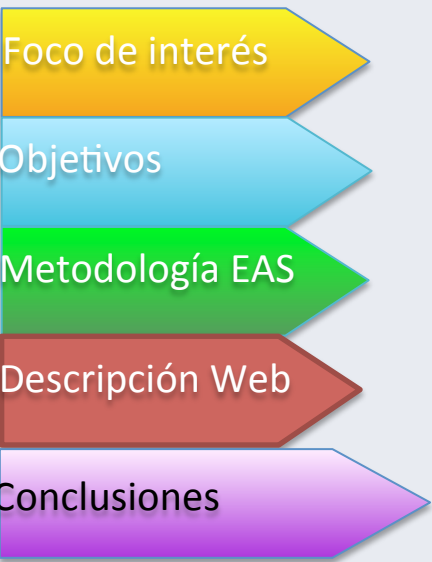 Foco de interés
Objetivos
Metodología EAS
Descripción Web
Conclusiones